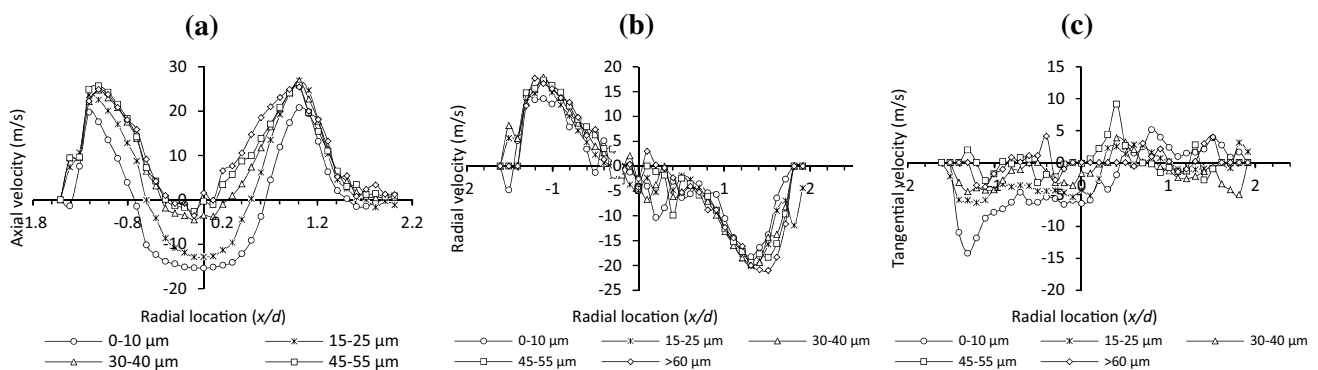 (a)
30
20
10
0
-10
-20
1.8
-0.8
0.2
1.2
2.2
Axial velocity (m/s)
Radial location (x/d)
0-10 µm
15-25 µm
30-40 µm
45-55 µm
(b)
20
15
10
5
0
-5
-10
-15
-20
-25
-2
-1
0
1
2
Radial velocity (m/s)
Radial location (x/d)
0-10 µm
15-25 µm
30-40 µm
45-55 µm
>60 µm
(c)
15
10
5
0
-5
-10
-15
-20
-2
-1
0
1
2
Tangential velocity (m/s)
Radial location (x/d)
0-10 µm
15-25 µm
30-40 µm
45-55 µm
>60 µm